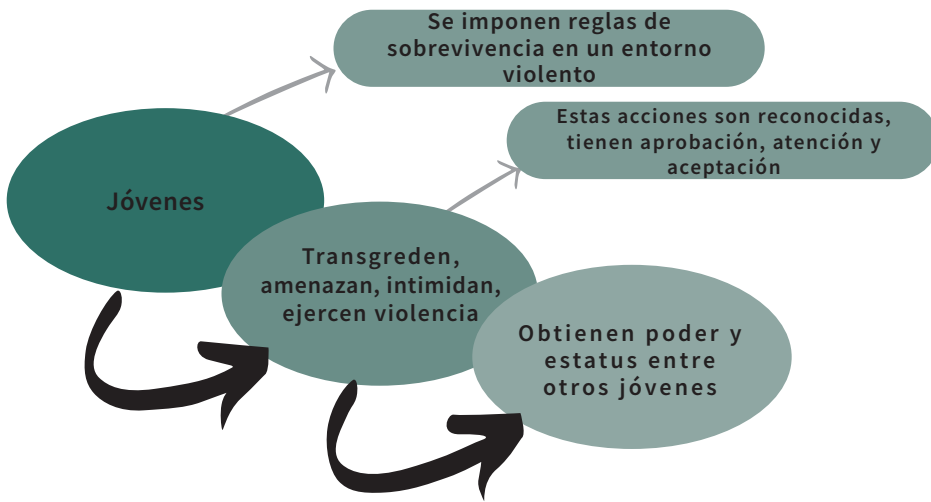 Se imponen reglas de
sobrevivencia en un entorno
violento
Estas acciones son reconocidas,
tienen aprobación, atención y
aceptación
Jóvenes
Transgreden,
amenazan, intimidan,
ejercen violencia
Obtienen poder y
estatus entre
otros jóvenes